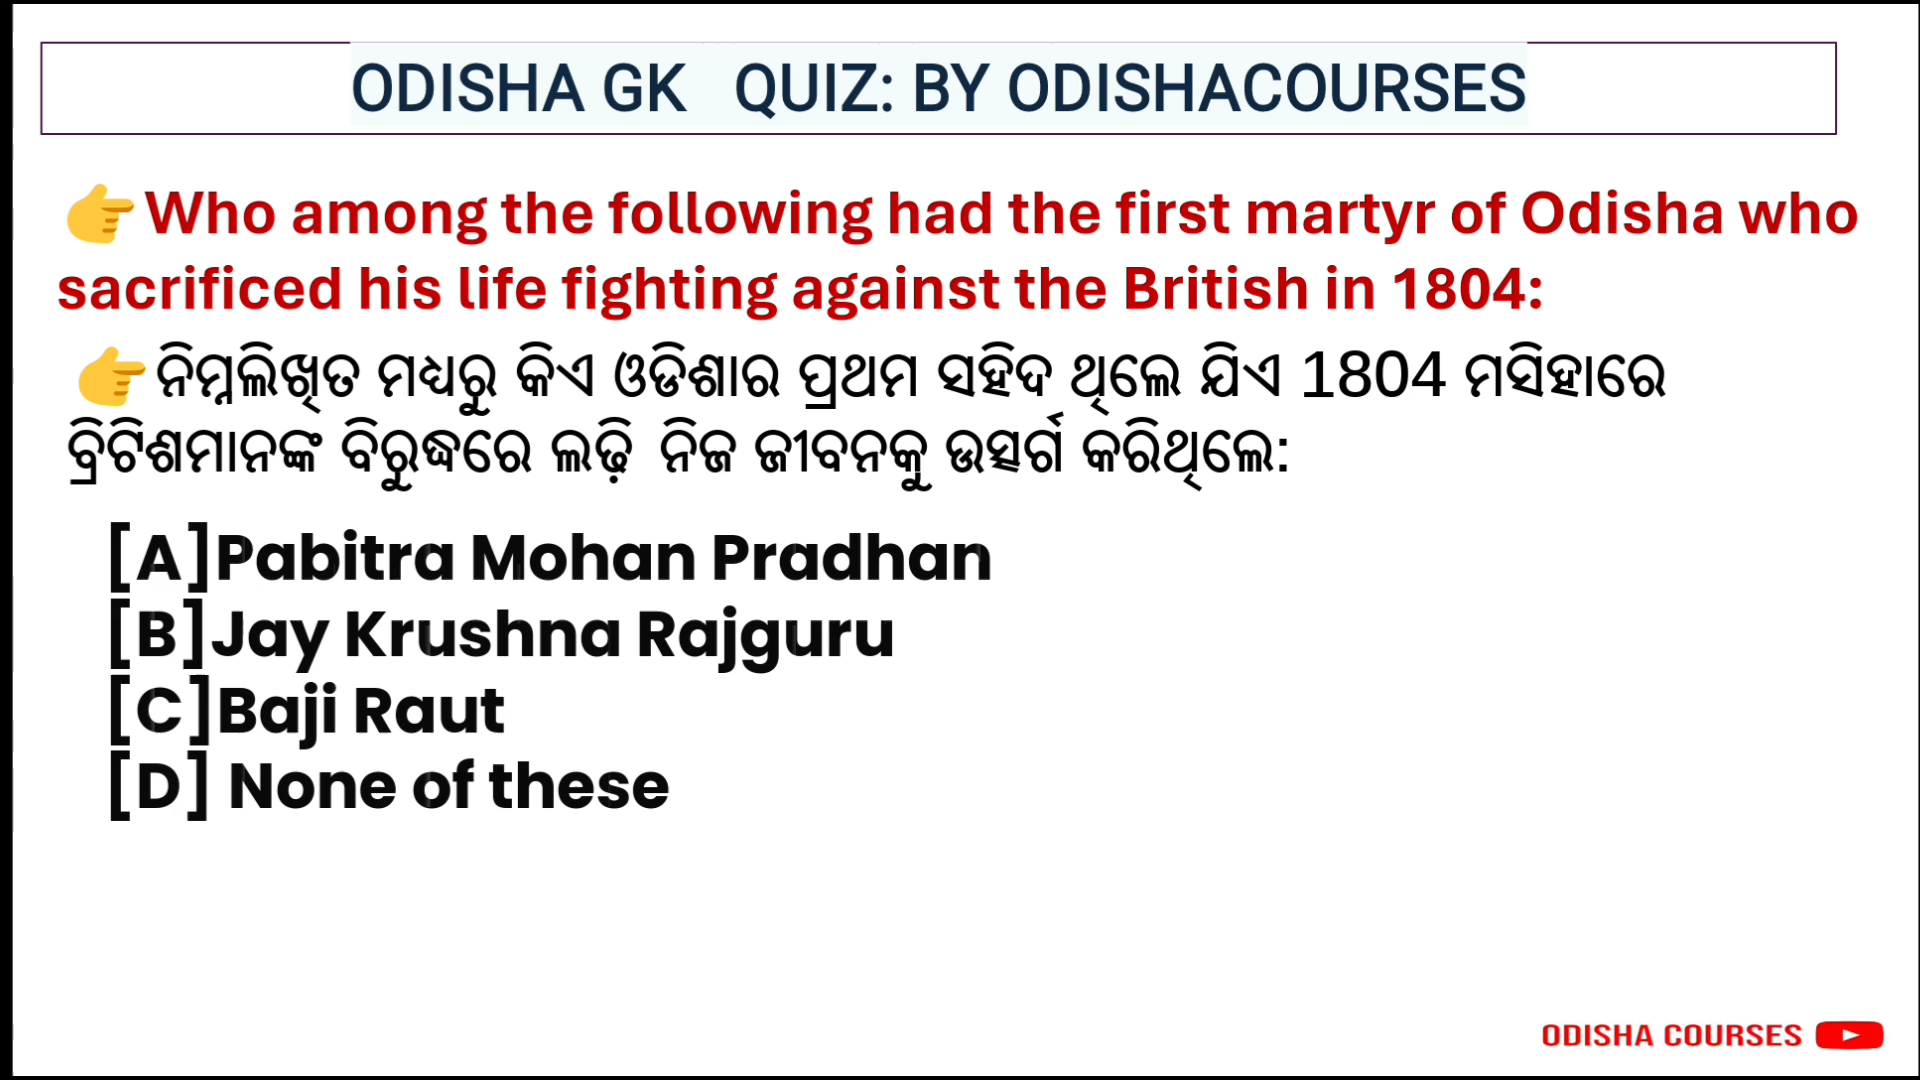 ODISHA GK QUIZ: BY ODISHACOURSES
👉Who among the following had the first martyr of Odisha who
sacrificed his life fighting against the British in 1804:
👉ନିମ୍ନଲିଖିତ ମଧ୍ୟରୁ କିଏ ଓଡିଶାର ପ୍ରଥମ ସହିଦ ଥିଲେ ଯିଏ 1804 ମସିହାରେ
ବ୍ରିଟିଶମାନଙ୍କ ବିରୁଦ୍ଧରେ ଲଢ଼ି ନିଜ ଜୀବନକୁ ଉତ୍ସର୍ଗ କରିଥିଲେ:
[A]Pabitra Mohan Pradhan
[B]Jay Krushna Rajguru
[C]Baji Raut
[D] None of these
ODISHA COURSES